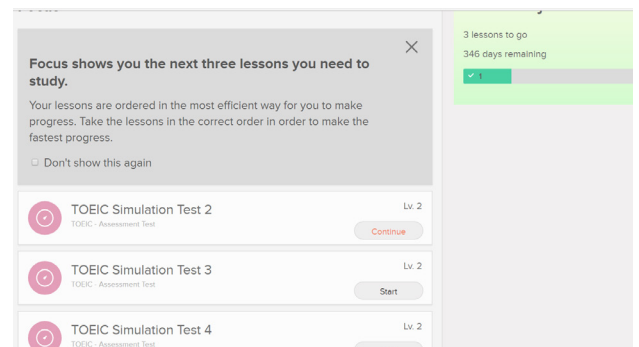 Focus shows you the next three lessons you need to
study.
Your lessons are ordered in the most efficient way for you to make
progress. Take the lessons in the correct order in order to make the
fastest progress.
Don't show this again
TOEIC Simulation Test 2
TOEIC - Assessment Test
Lv. 2
Continue
TOEIC Simulation Test 3
TOEIC - Assessment Test
Lv. 2
Start
TOEIC Simulation Test 4
TOEIC - Assessment Test
Lv. 2
3 lessons to go
346 days remaining
1